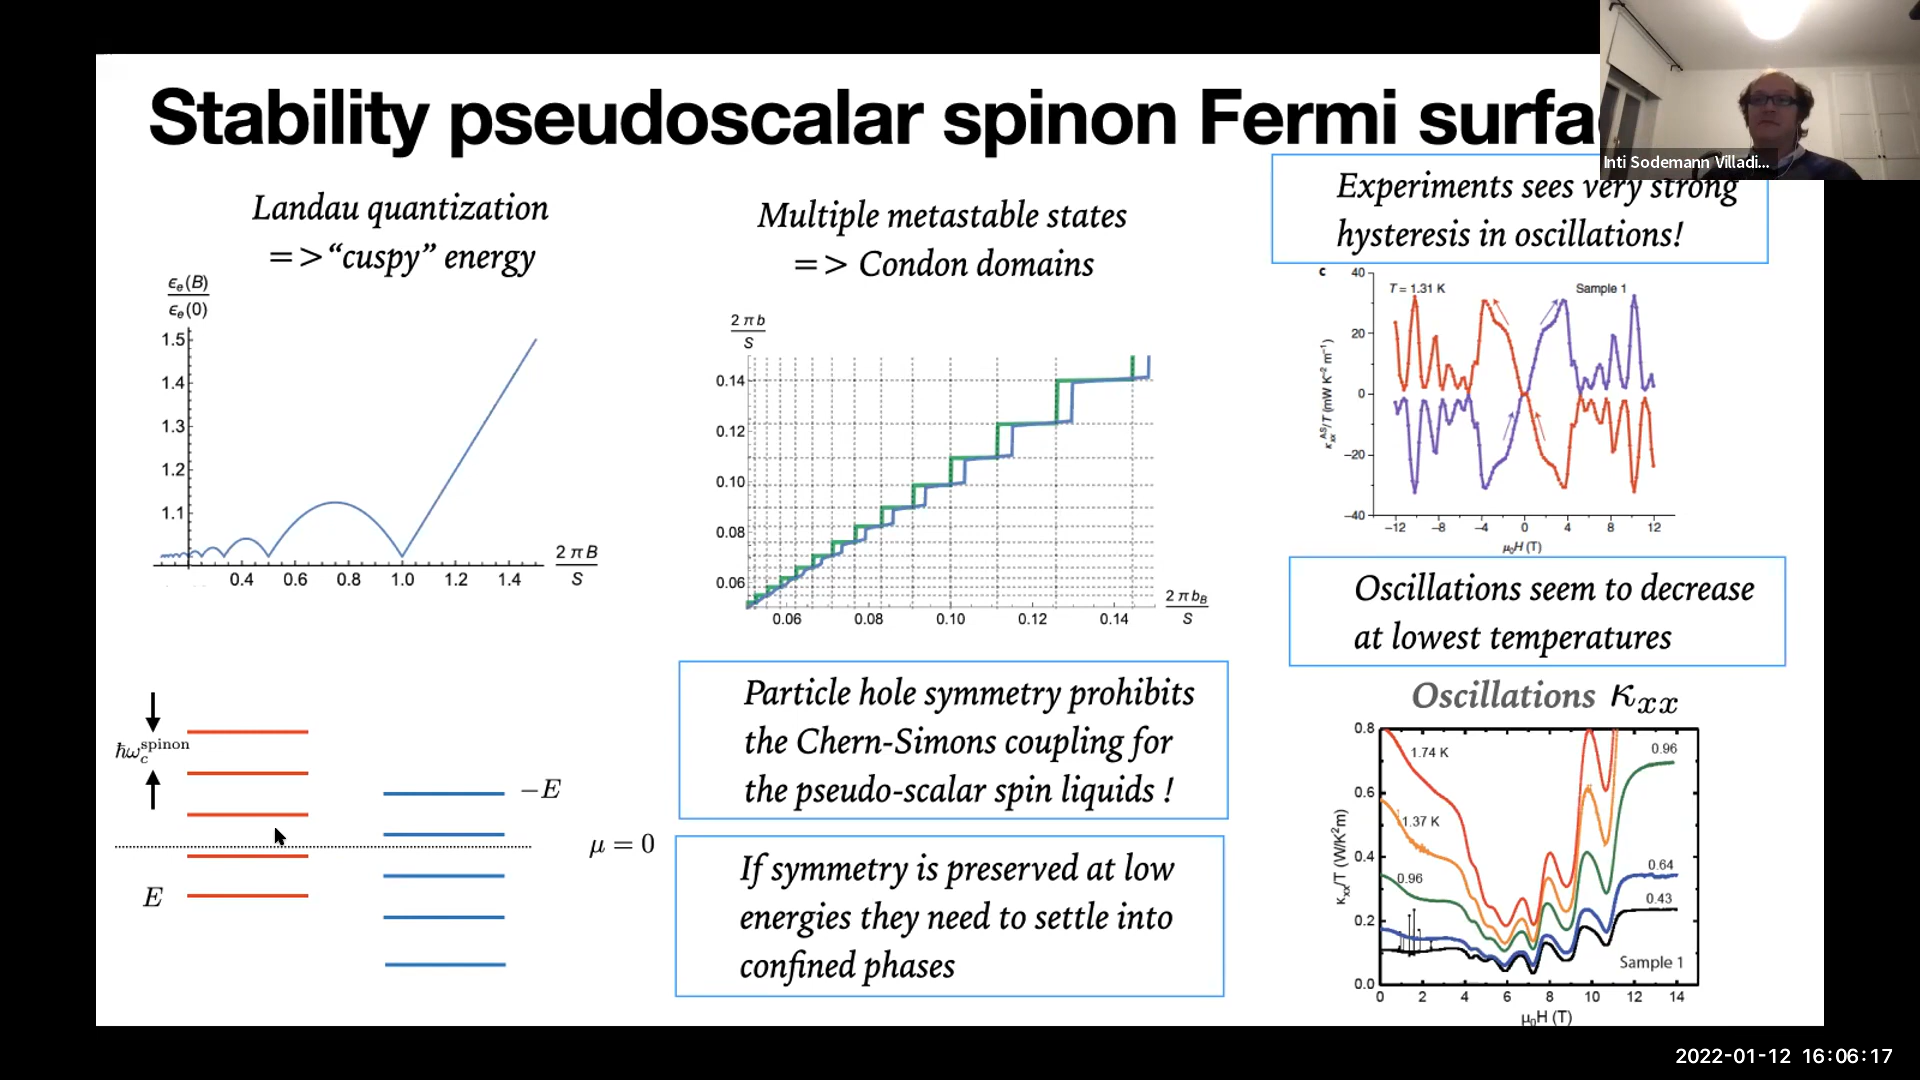 Stability pseudoscalar spinon Fermi surfa
Inti Sodemann Villadi...
Landau quantization
=> “cuspy” energy
ϵₑ(B)
ϵₑ(0)
1.5
1.4
1.3
1.2
1.1
0.4 0.6 0.8 1.0 1.2 1.4
2 π B
S
Multiple metastable states
=> Condon domains
2 π b
S
0.14
0.12
0.10
0.08
0.06
0.06 0.08 0.10 0.12 0.14
2 π b_B
S
Experiments sees very strong
hysteresis in oscillations!
c
T = 1.31 K Sample 1
40
20
0
−20
−40
κₓₓᴬˢ/T (mW K⁻² m⁻¹)
−12 −8 −4 0 4 8 12
μ₀H (T)
Oscillations seem to decrease
at lowest temperatures
ħω_c^spinon
E
−E
μ = 0
Particle hole symmetry prohibits
the Chern-Simons coupling for
the pseudo-scalar spin liquids !
If symmetry is preserved at low
energies they need to settle into
confined phases
Oscillations κₓₓ
0.8
0.6
0.4
0.2
0.0
κₓₓ/T (W/K²m)
1.74 K
1.37 K
0.96
0.96
0.64
0.43
Sample 1
0 2 4 6 8 10 12 14
μ₀H (T)
2022-01-12 16:06:17